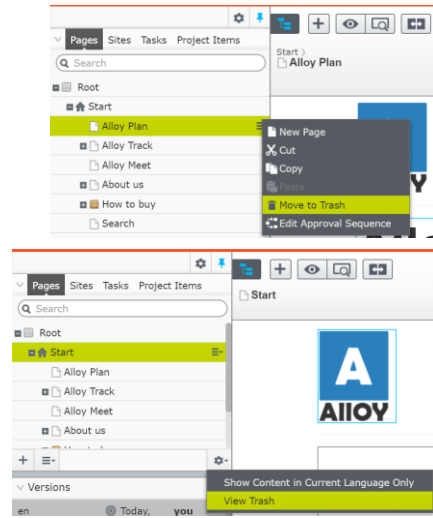 Pages Sites Tasks Project Items
Search
Root
Start
Alloy Plan
Alloy Track
Alloy Meet
About us
How to buy
Search
Start >
Alloy Plan
New Page
Cut
Copy
Paste
Move to Trash
Edit Approval Sequence
Pages Sites Tasks Project Items
Search
Root
Start
Alloy Plan
Alloy Track
Alloy Meet
About us
Start
A
AllOY
Show Content in Current Language Only
View Trash
Versions
en Today, you